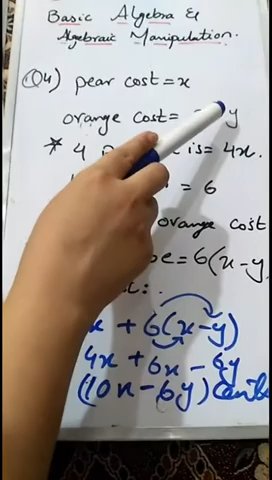 Basic Algebra &
Algebraic Manipulation.
Q4) pear cost = x
orange cost = y
* 4 is = 4x.
= 6
orange cost
= 6(x-y
x + 6(x-y)
4x + 6x - 6y
(10x - 6y)